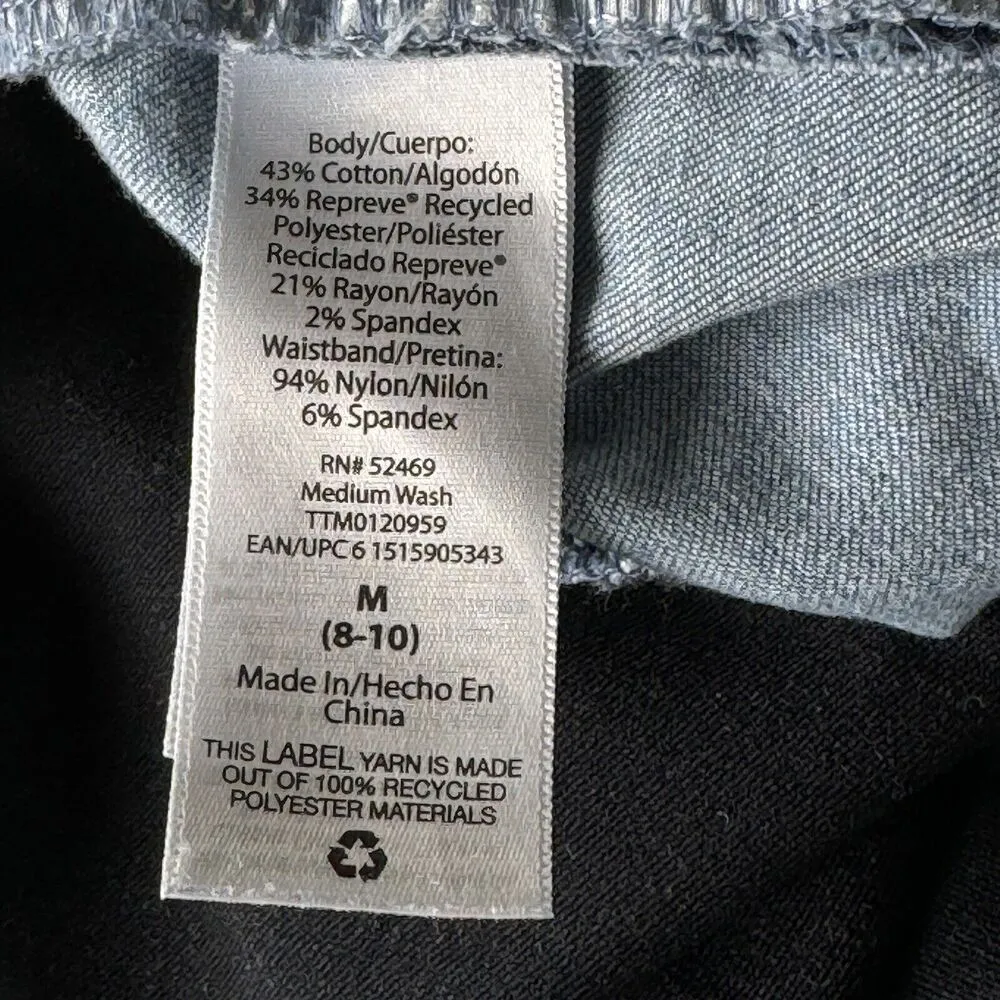 Body/Cuerpo:
43% Cotton/Algodón
34% Repreve® Recycled
Polyester/Poliéster
Reciclado Repreve®
21% Rayon/Rayón
2% Spandex
Waistband/Pretina:
94% Nylon/Nilón
6% Spandex
RN# 52469
Medium Wash
TTM0120959
EAN/UPC 6 1515905343
M
(8-10)
Made In/Hecho En
China
THIS LABEL YARN IS MADE
OUT OF 100% RECYCLED
POLYESTER MATERIALS